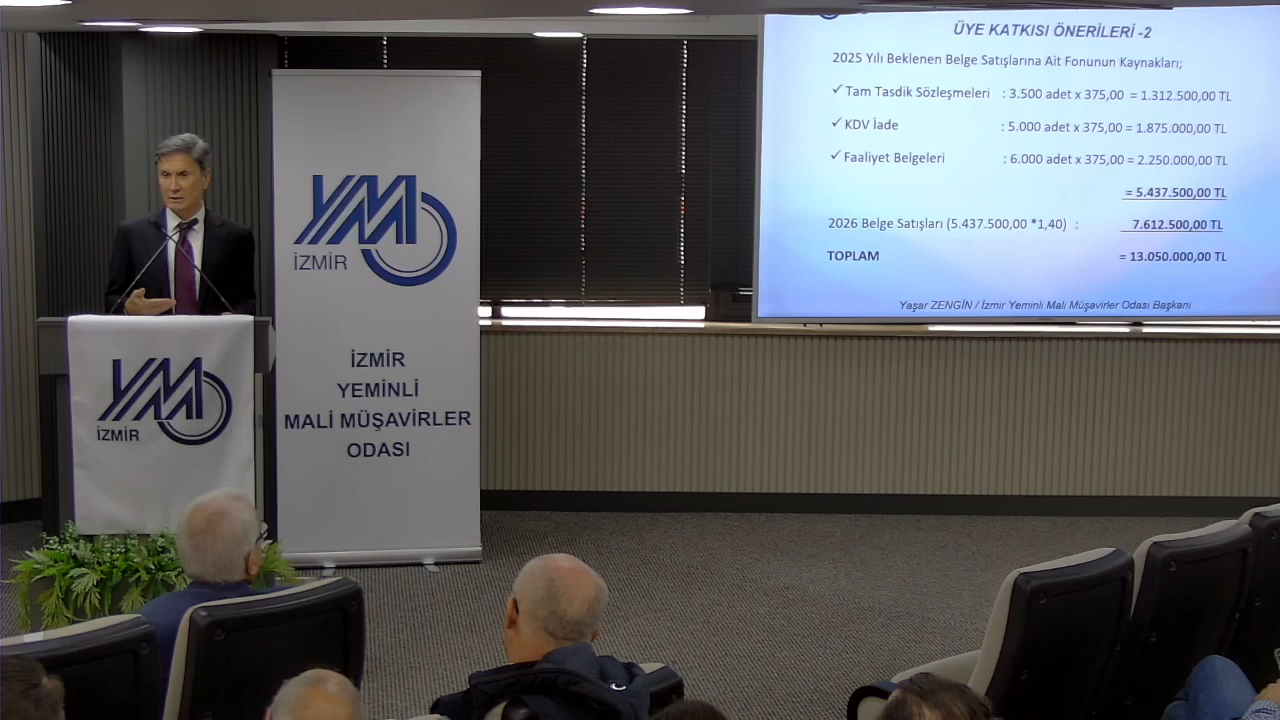 ÜYE KATKISI ÖNERİLERİ -2
2025 Yılı Beklenen Belge Satışlarına Ait Fonunun Kaynakları;
✓ Tam Tasdik Sözleşmeleri : 3.500 adet x 375,00 = 1.312.500,00 TL
✓ KDV İade : 5.000 adet x 375,00 = 1.875.000,00 TL
✓ Faaliyet Belgeleri : 6.000 adet x 375,00 = 2.250.000,00 TL
= 5.437.500,00 TL
2026 Belge Satışları (5.437.500,00 *1,40) : 7.612.500,00 TL
TOPLAM = 13.050.000,00 TL
Yaşar ZENGİN / İzmir Yeminli Mali Müşavirler Odası Başkanı
YMMO
İZMİR
İZMİR
YEMİNLİ
MALİ MÜŞAVİRLER
ODASI
YMMO
İZMİR